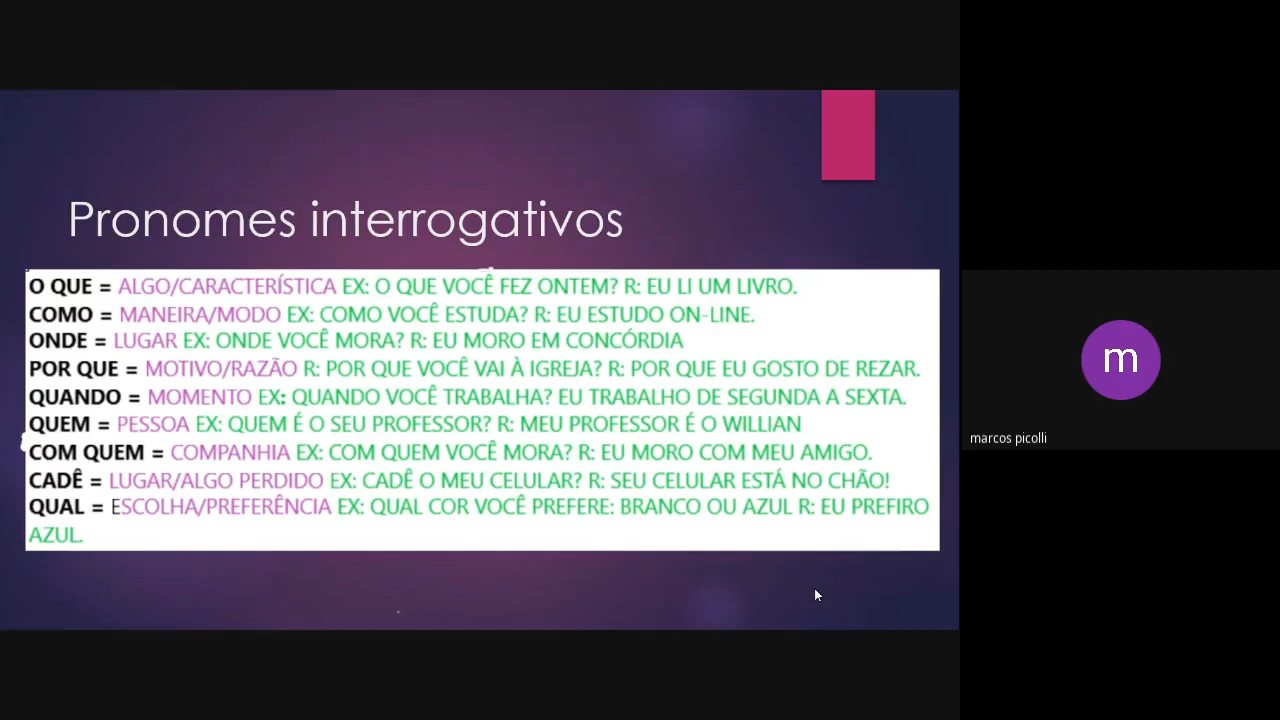 Pronomes interrogativos
O QUE = ALGO/CARACTERÍSTICA EX: O QUE VOCÊ FEZ ONTEM? R: EU LI UM LIVRO.
COMO = MANEIRA/MODO EX: COMO VOCÊ ESTUDA? R: EU ESTUDO ON-LINE.
ONDE = LUGAR EX: ONDE VOCÊ MORA? R: EU MORO EM CONCÓRDIA
POR QUE = MOTIVO/RAZÃO R: POR QUE VOCÊ VAI À IGREJA? R: POR QUE EU GOSTO DE REZAR.
QUANDO = MOMENTO EX: QUANDO VOCÊ TRABALHA? EU TRABALHO DE SEGUNDA A SEXTA.
QUEM = PESSOA EX: QUEM É O SEU PROFESSOR? R: MEU PROFESSOR É O WILLIAN
COM QUEM = COMPANHIA EX: COM QUEM VOCÊ MORA? R: EU MORO COM MEU AMIGO.
CADÊ = LUGAR/ALGO PERDIDO EX: CADÊ O MEU CELULAR? R: SEU CELULAR ESTÁ NO CHÃO!
QUAL = ESCOLHA/PREFERÊNCIA EX: QUAL COR VOCÊ PREFERE: BRANCO OU AZUL R: EU PREFIRO
AZUL.
m
marcos picolli